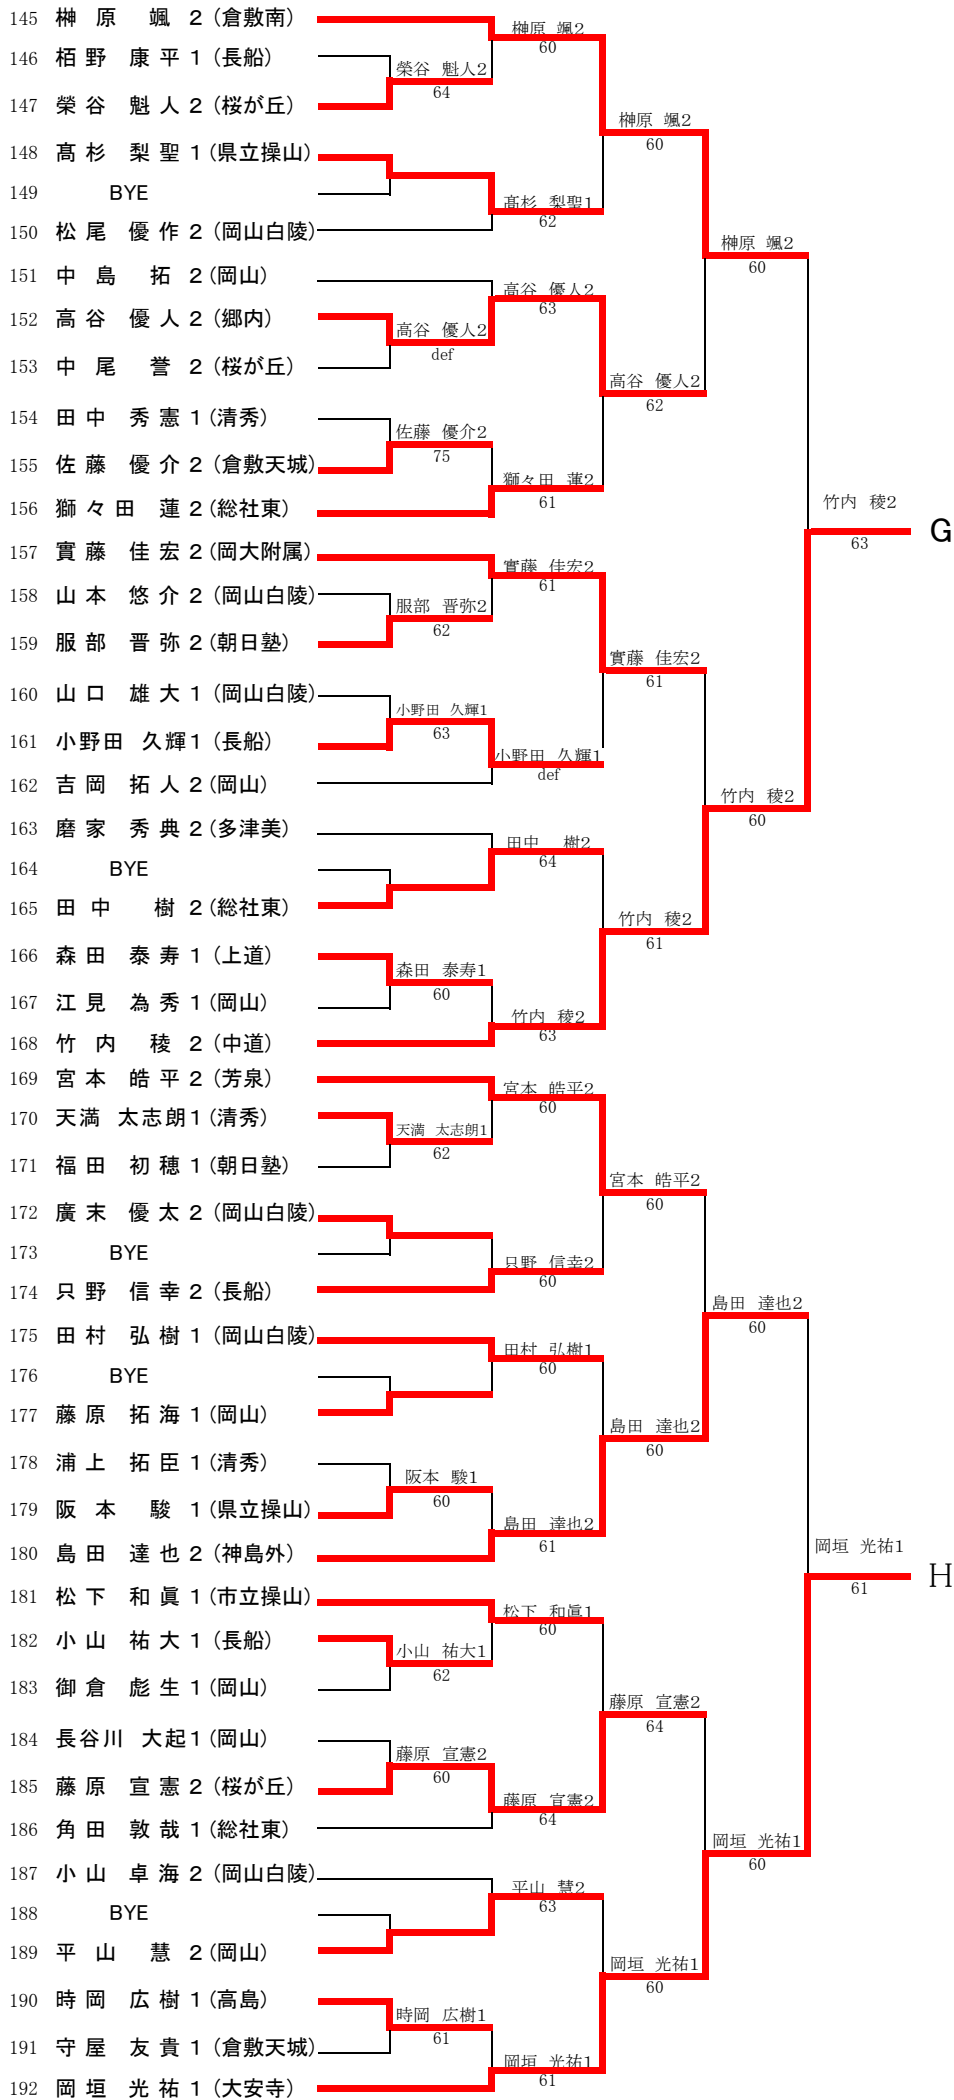 145 榊 原 颯 2 (倉敷南)
146 栢 野 康 平 1 (長船)
147 榮 谷 魁 人 2 (桜が丘)
148 髙 杉 梨 聖 1 (県立操山)
149 BYE
150 松 尾 優 作 2 (岡山白陵)
151 中 島 拓 2 (岡山)
152 高 谷 優 人 2 (郷内)
153 中 尾 誉 2 (桜が丘)
154 田 中 秀 憲 1 (清秀)
155 佐 藤 優 介 2 (倉敷天城)
156 獅 々 田 蓮 2 (総社東)
157 實 藤 佳 宏 2 (岡大附属)
158 山 本 悠 介 2 (岡山白陵)
159 服 部 晋 弥 2 (朝日塾)
160 山 口 雄 大 1 (岡山白陵)
161 小野田 久輝 1 (長船)
162 吉 岡 拓 人 2 (岡山)
163 磨 家 秀 典 2 (多津美)
164 BYE
165 田 中 樹 2 (総社東)
166 森 田 泰 寿 1 (上道)
167 江 見 為 秀 1 (岡山)
168 竹 内 稜 2 (中道)
169 宮 本 皓 平 2 (芳泉)
170 天満 太志朗 1 (清秀)
171 福 田 初 穂 1 (朝日塾)
172 廣 末 優 太 2 (岡山白陵)
173 BYE
174 只 野 信 幸 2 (長船)
175 田 村 弘 樹 1 (岡山白陵)
176 BYE
177 藤 原 拓 海 1 (岡山)
178 浦 上 拓 臣 1 (清秀)
179 阪 本 駿 1 (県立操山)
180 島 田 達 也 2 (神島外)
181 松 下 和 眞 1 (市立操山)
182 小 山 祐 大 1 (長船)
183 御 倉 彪 生 1 (岡山)
184 長谷川 大起 1 (岡山)
185 藤 原 宣 憲 2 (桜が丘)
186 角 田 敦 哉 1 (総社東)
187 小 山 卓 海 2 (岡山白陵)
188 BYE
189 平 山 慧 2 (岡山)
190 時 岡 広 樹 1 (高島)
191 守 屋 友 貴 1 (倉敷天城)
192 岡 垣 光 祐 1 (大安寺)
榮谷 魁人2
64
高谷 優人2
def
佐藤 優介2
75
服部 晋弥2
62
小野田 久輝1
63
森田 泰寿1
60
天満 太志朗1
62
阪本 駿1
60
小山 祐大1
62
藤原 宣憲2
60
時岡 広樹1
61
榊原 颯2
60
髙杉 梨聖1
62
高谷 優人2
63
獅々田 蓮2
61
實藤 佳宏2
61
小野田 久輝1
def
田中 樹2
64
竹内 稜2
63
宮本 皓平2
60
只野 信幸2
60
田村 弘樹1
60
島田 達也2
61
松下 和眞1
60
藤原 宣憲2
64
平山 慧2
63
岡垣 光祐1
61
榊原 颯2
60
高谷 優人2
62
實藤 佳宏2
61
竹内 稜2
61
宮本 皓平2
60
島田 達也2
60
藤原 宣憲2
64
岡垣 光祐1
60
榊原 颯2
60
竹内 稜2
60
島田 達也2
60
岡垣 光祐1
60
竹内 稜2
63
G
岡垣 光祐1
61
H